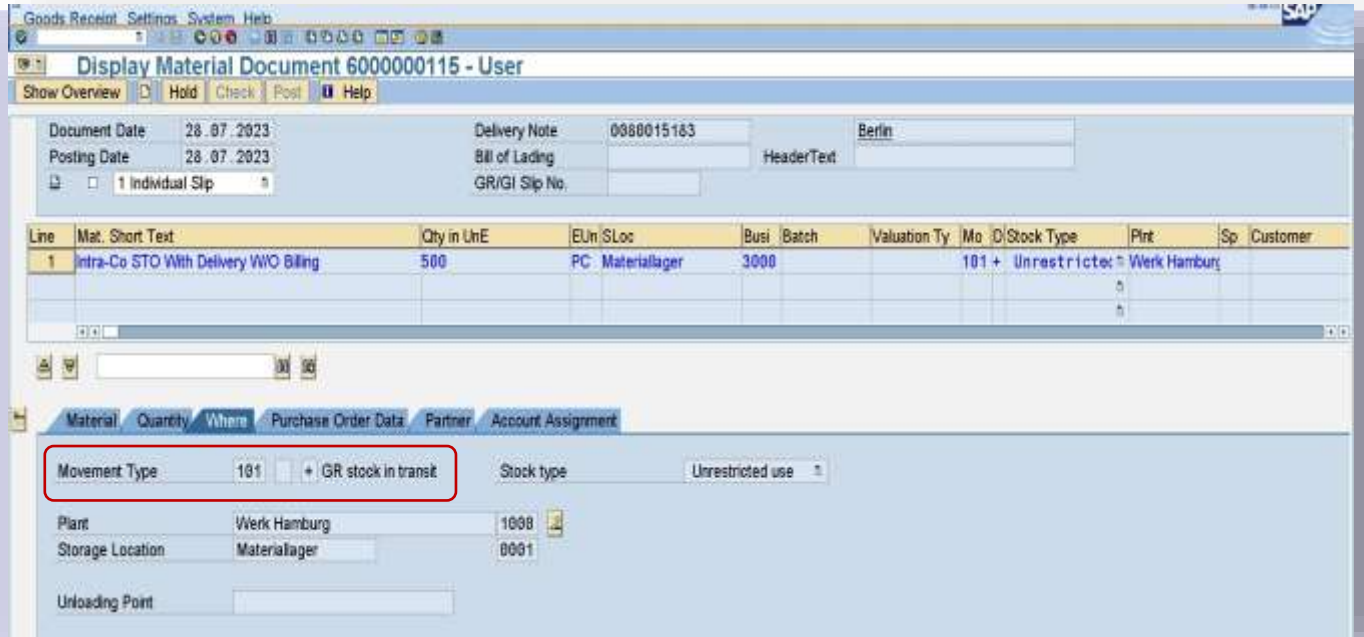 Goods Receipt Settings System Help
SAP
Display Material Document 6000000115 - User
Show Overview Hold Check Post Help
Document Date 28.07.2023 Delivery Note 0080015183 Berlin
Posting Date 28.07.2023 Bill of Lading HeaderText
1 Individual Slip GR/GI Slip No.
Line Mat. Short Text Qty in UnE EUn SLoc Busi Batch Valuation Ty Mo D Stock Type Plnt Sp Customer
1 Intra-Co STO With Delivery W/O Billing 500 PC Materiallager 3000 101 + Unrestricted Werk Hamburg
Material Quantity Where Purchase Order Data Partner Account Assignment
Movement Type 101 + GR stock in transit Stock type Unrestricted use
Plant Werk Hamburg 1000
Storage Location Materiallager 0001
Unloading Point